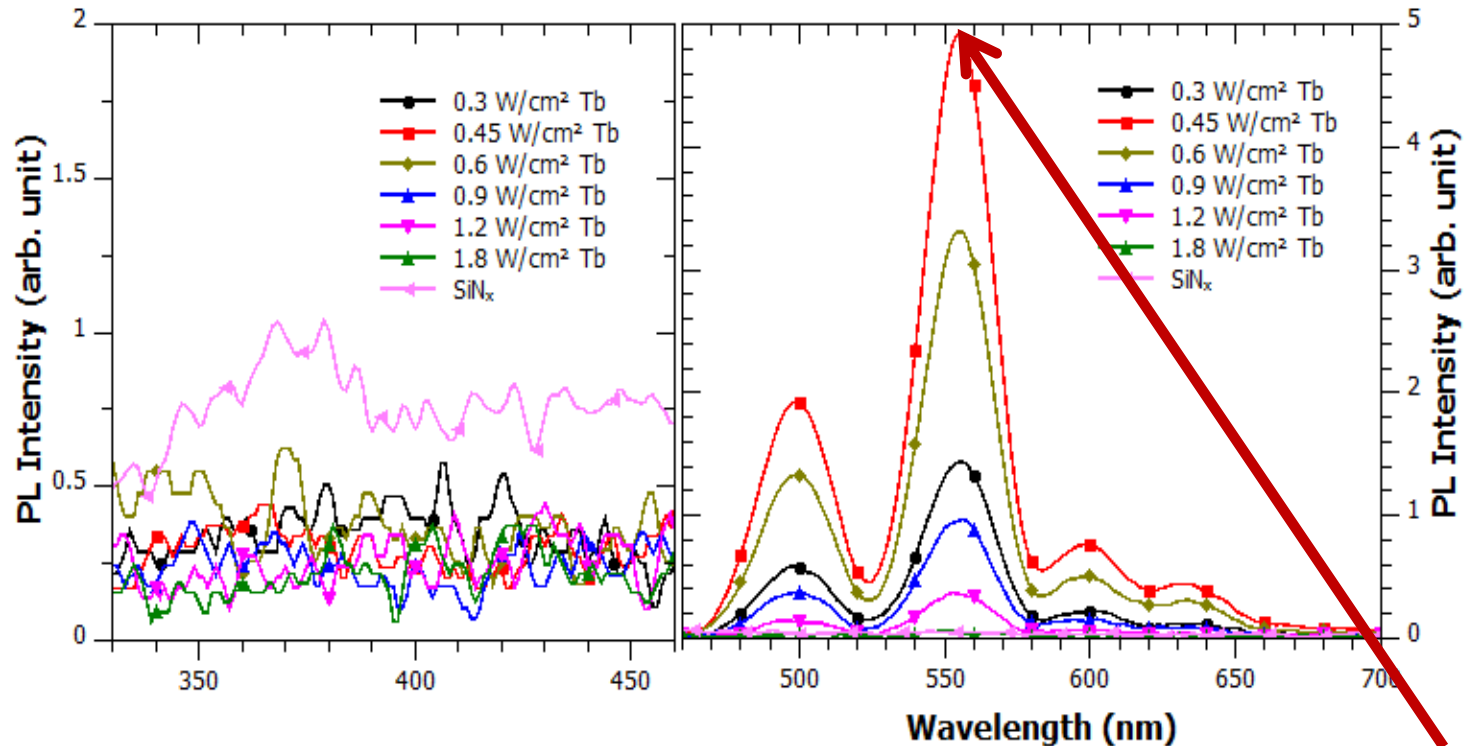 2
1.5
1
0.5
0
PL Intensity (arb. unit)
0.3 W/cm² Tb
0.45 W/cm² Tb
0.6 W/cm² Tb
0.9 W/cm² Tb
1.2 W/cm² Tb
1.8 W/cm² Tb
SiNₓ
350
400
450
0.3 W/cm² Tb
0.45 W/cm² Tb
0.6 W/cm² Tb
0.9 W/cm² Tb
1.2 W/cm² Tb
1.8 W/cm² Tb
SiNₓ
5
4
3
2
1
0
PL Intensity (arb. unit)
500
550
600
650
700
Wavelength (nm)